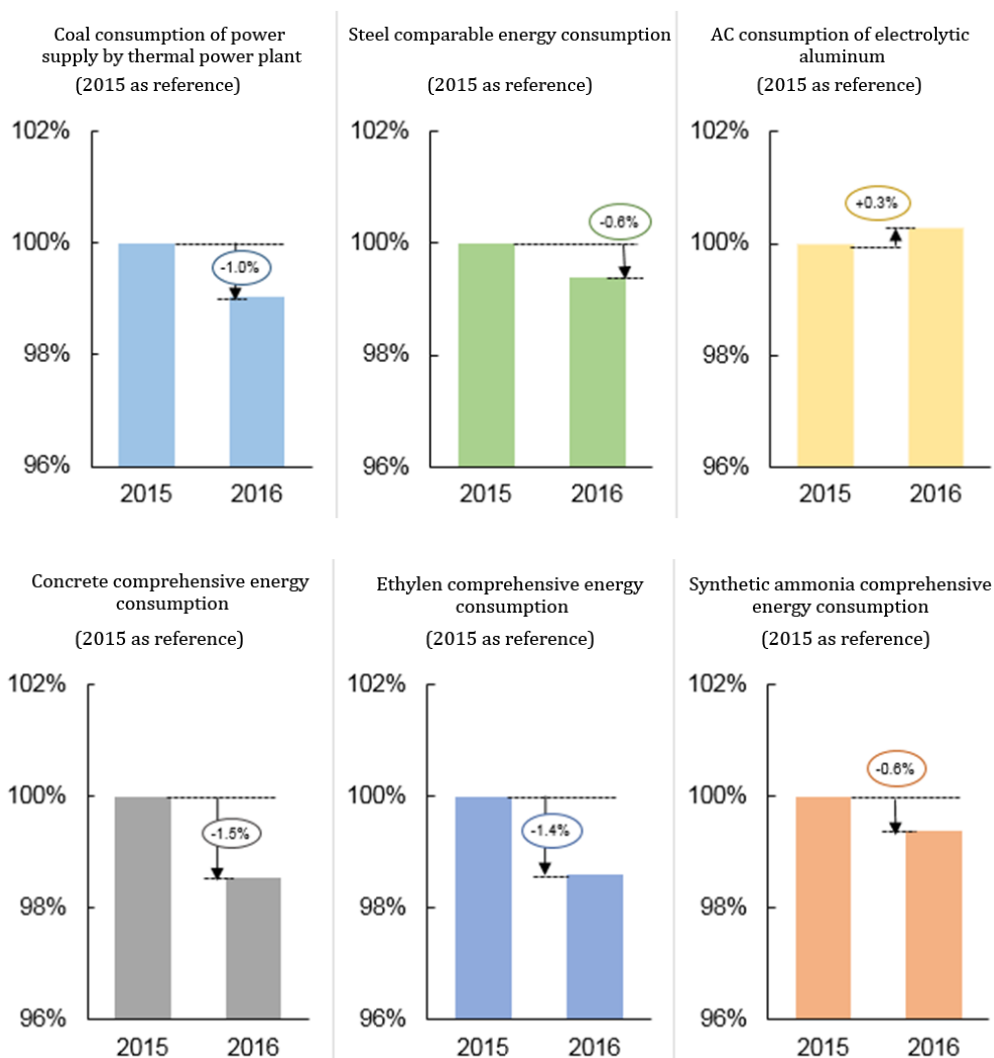 Coal consumption of power
supply by thermal power plant
(2015 as reference)
102%
100%
98%
96%
-1.0%
2015 2016
Steel comparable energy consumption
(2015 as reference)
102%
100%
98%
96%
-0.6%
2015 2016
AC consumption of electrolytic
aluminum
(2015 as reference)
102%
100%
98%
96%
+0.3%
2015 2016
Concrete comprehensive energy
consumption
(2015 as reference)
102%
100%
98%
96%
-1.5%
2015 2016
Ethylen comprehensive energy
consumption
(2015 as reference)
102%
100%
98%
96%
-1.4%
2015 2016
Synthetic ammonia comprehensive
energy consumption
(2015 as reference)
102%
100%
98%
96%
-0.6%
2015 2016